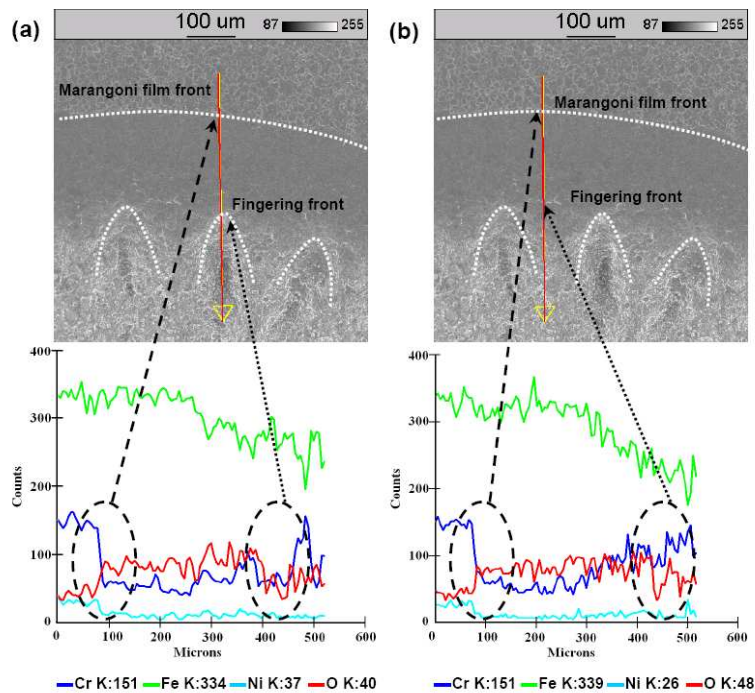 (a) 100 um 87 255
Marangoni film front
Fingering front
400
300
200
100
0
Counts
0 100 200 300 400 500 600
Microns
Cr K:151 Fe K:334 Ni K:37 O K:40
(b) 100 um 87 255
Marangoni film front
Fingering front
400
300
200
100
0
Counts
0 100 200 300 400 500 600
Microns
Cr K:151 Fe K:339 Ni K:26 O K:48